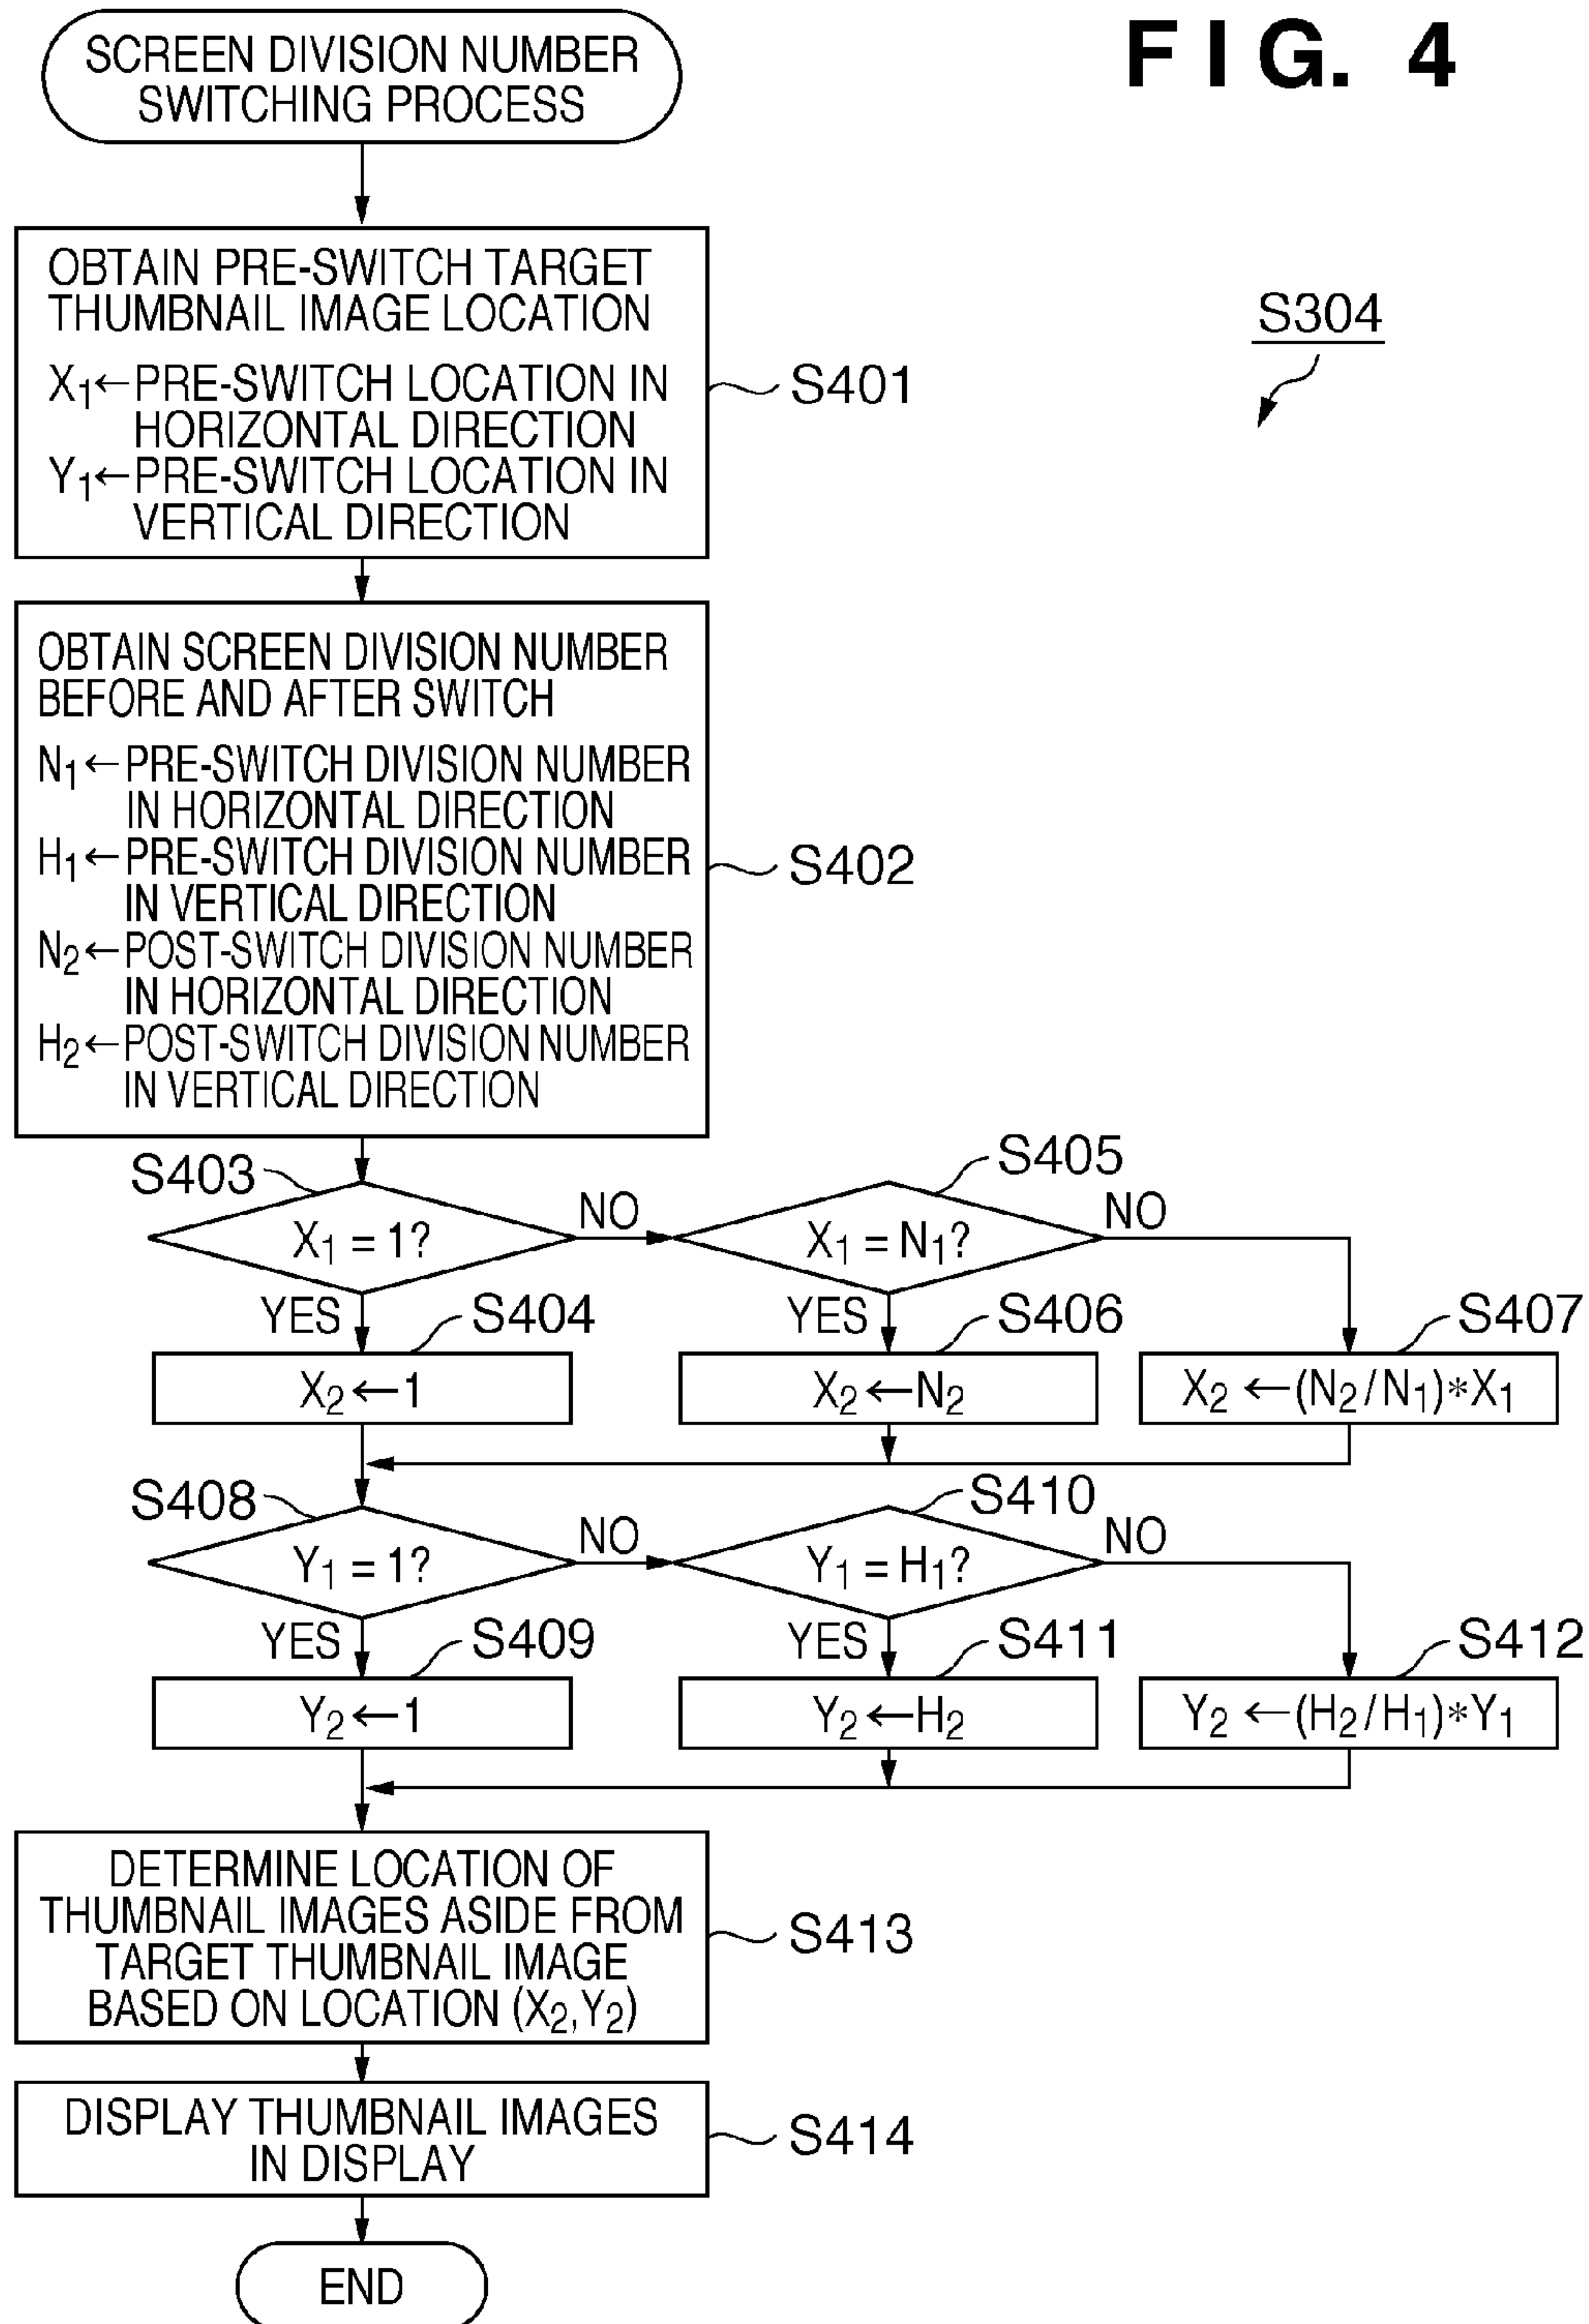 FIG. 4
SCREEN DIVISION NUMBER
SWITCHING PROCESS
S304
OBTAIN PRE-SWITCH TARGET
THUMBNAIL IMAGE LOCATION
X₁←PRE-SWITCH LOCATION IN
HORIZONTAL DIRECTION
Y₁←PRE-SWITCH LOCATION IN
VERTICAL DIRECTION
S401
OBTAIN SCREEN DIVISION NUMBER
BEFORE AND AFTER SWITCH
N₁←PRE-SWITCH DIVISION NUMBER
IN HORIZONTAL DIRECTION
H₁←PRE-SWITCH DIVISION NUMBER
IN VERTICAL DIRECTION
N₂←POST-SWITCH DIVISION NUMBER
IN HORIZONTAL DIRECTION
H₂←POST-SWITCH DIVISION NUMBER
IN VERTICAL DIRECTION
S402
S403
X₁ = 1?
NO
S405
X₁ = N₁?
NO
YES
S404
X₂←1
YES
S406
X₂←N₂
S407
X₂←(N₂/N₁)*X₁
S408
Y₁ = 1?
NO
S410
Y₁ = H₁?
NO
YES
S409
Y₂←1
YES
S411
Y₂←H₂
S412
Y₂←(H₂/H₁)*Y₁
DETERMINE LOCATION OF
THUMBNAIL IMAGES ASIDE FROM
TARGET THUMBNAIL IMAGE
BASED ON LOCATION (X₂,Y₂)
S413
DISPLAY THUMBNAIL IMAGES
IN DISPLAY
S414
END